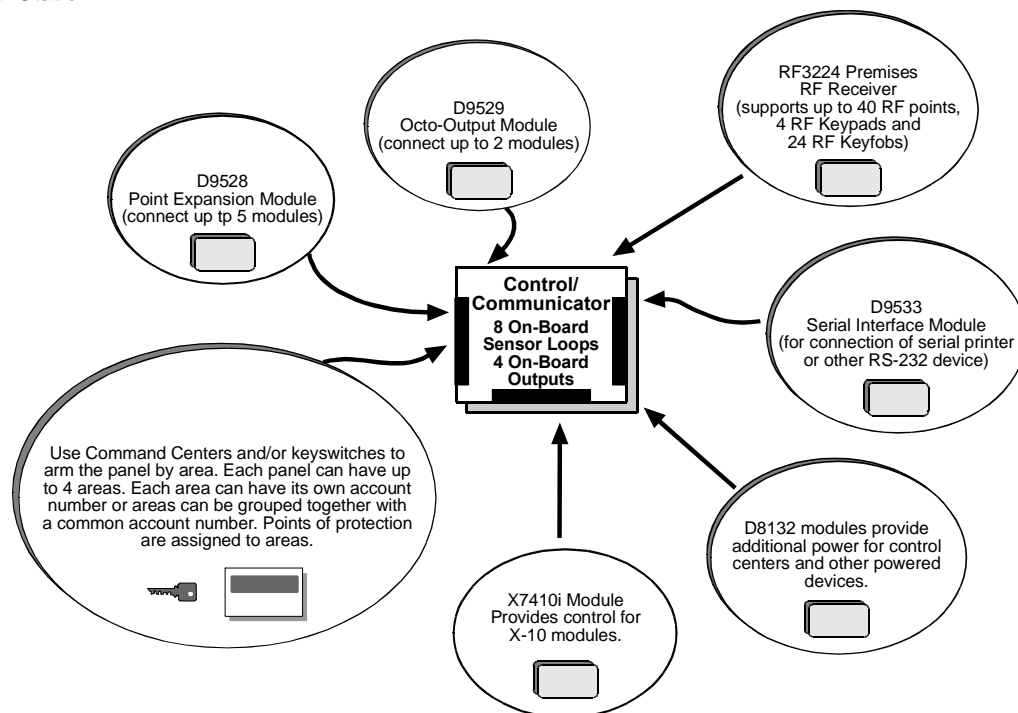 D9529
Octo-Output Module
(connect up to 2 modules)
RF3224 Premises
RF Receiver
(supports up to 40 RF points,
4 RF Keypads and
24 RF Keyfobs)
D9528
Point Expansion Module
(connect up tp 5 modules)
Control/
Communicator
8 On-Board
Sensor Loops
4 On-Board
Outputs
D9533
Serial Interface Module
(for connection of serial printer
or other RS-232 device)
Use Command Centers and/or keyswitches to
arm the panel by area. Each panel can have up
to 4 areas. Each area can have its own account
number or areas can be grouped together with
a common account number. Points of protection
are assigned to areas.
D8132 modules provide
additional power for control
centers and other powered
devices.
X7410i Module
Provides control for
X-10 modules.